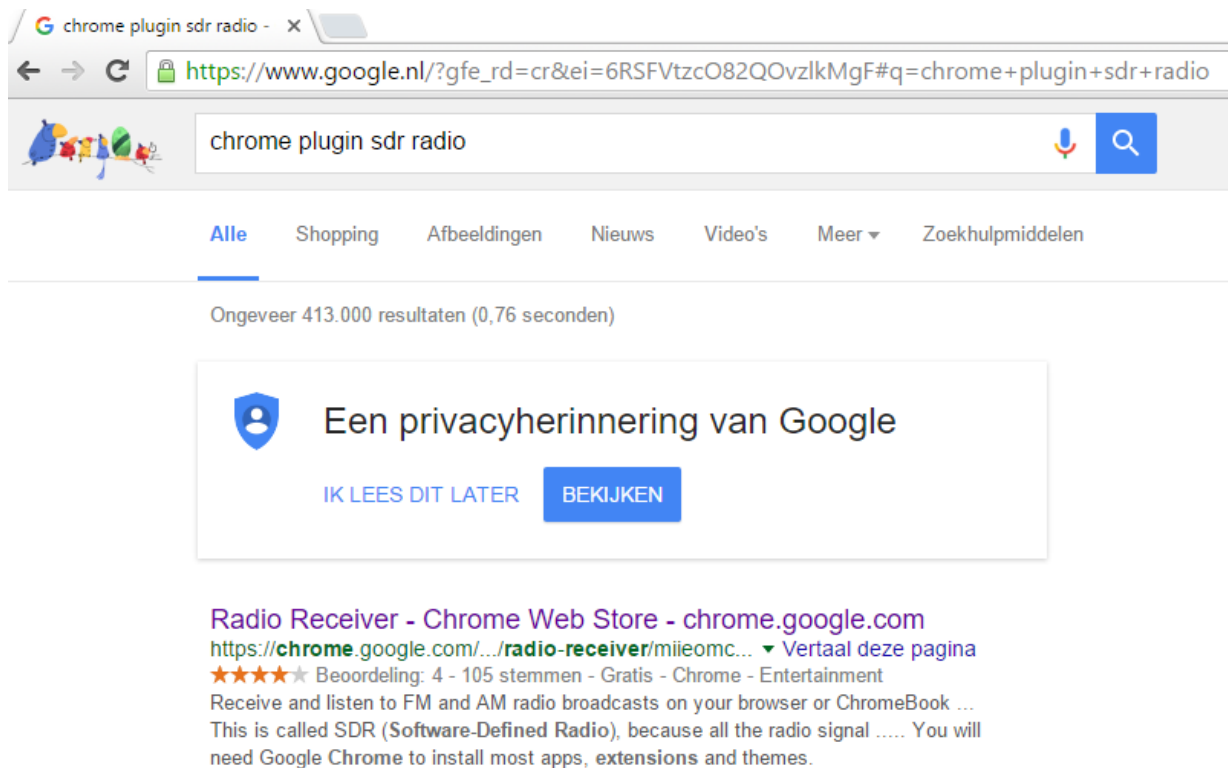 chrome plugin sdr radio -
https://www.google.nl/?gfe_rd=cr&ei=6RSFVtzcO82QOvzlkMgF#q=chrome+plugin+sdr+radio
chrome plugin sdr radio
Alle Shopping Afbeeldingen Nieuws Video's Meer Zoekhulpmiddelen
Ongeveer 413.000 resultaten (0,76 seconden)
Een privacyherinnering van Google
IK LEES DIT LATER BEKIJKEN
Radio Receiver - Chrome Web Store - chrome.google.com
https://chrome.google.com/.../radio-receiver/miieomc... Vertaal deze pagina
Beoordeling: 4 - 105 stemmen - Gratis - Chrome - Entertainment
Receive and listen to FM and AM radio broadcasts on your browser or ChromeBook ...
This is called SDR (Software-Defined Radio), because all the radio signal ..... You will
need Google Chrome to install most apps, extensions and themes.